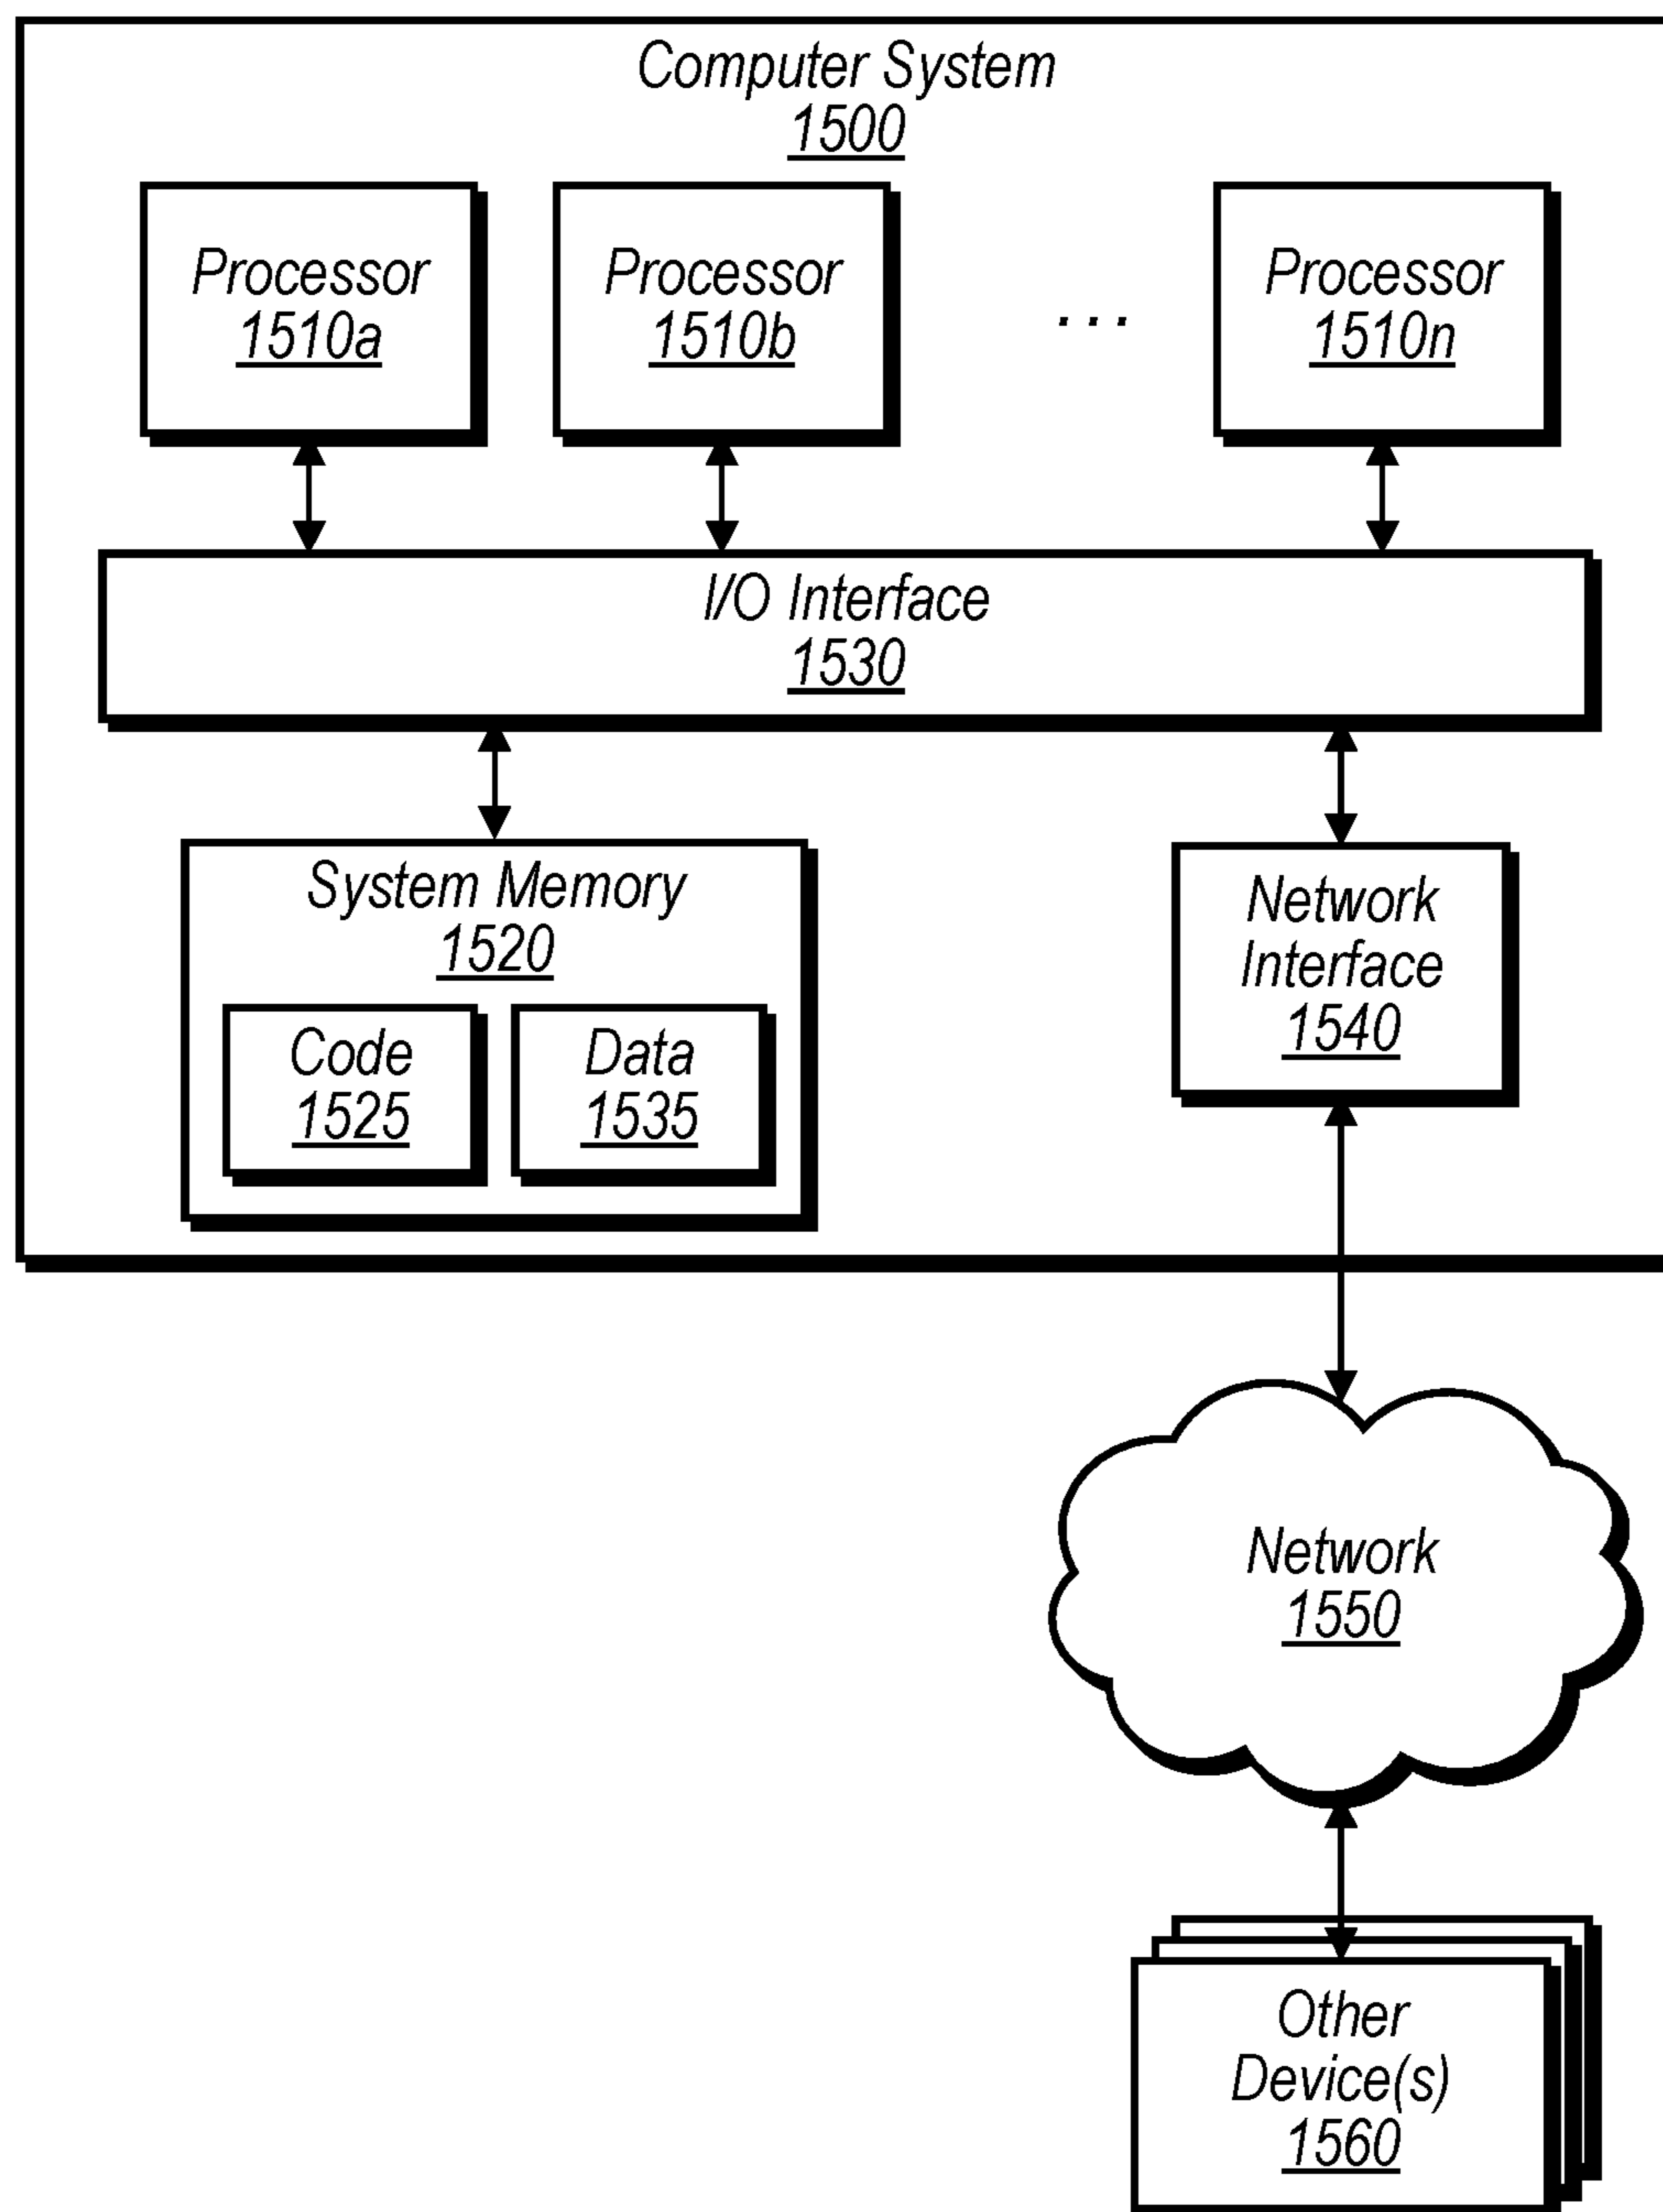 Computer System
1500
Processor
1510a
Processor
1510b
...
Processor
1510n
I/O Interface
1530
System Memory
1520
Code
1525
Data
1535
Network
Interface
1540
Network
1550
Other
Device(s)
1560